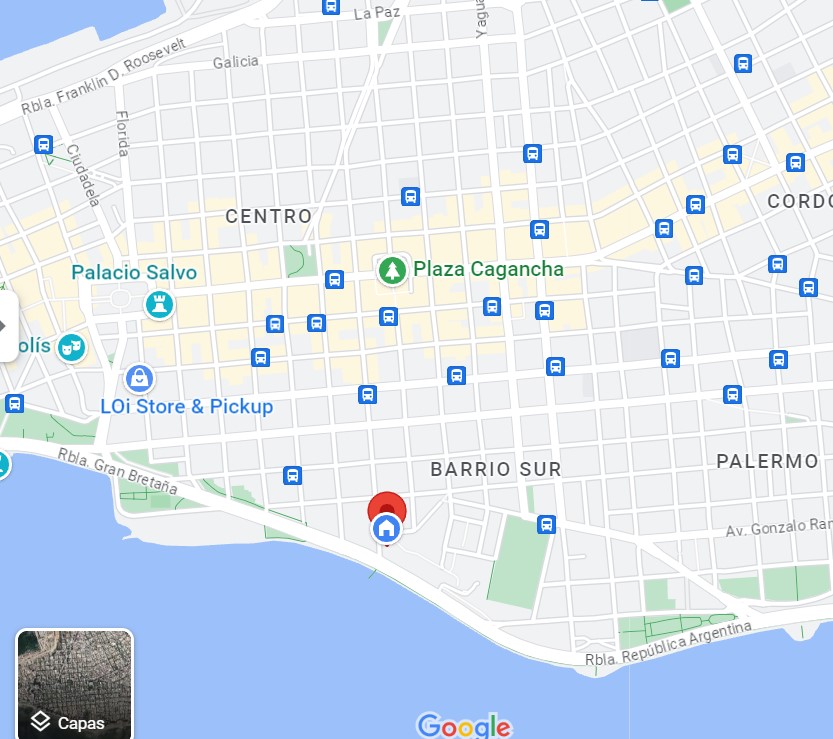 La Paz
Yaguarón
Rbla. Franklin D. Roosevelt
Galicia
Florida
Ciudadela
CENTRO
CORDO
Palacio Salvo
Plaza Cagancha
olís
LOi Store & Pickup
Rbla. Gran Bretaña
BARRIO SUR
PALERMO
Av. Gonzalo Ram
Rbla. República Argentina
Capas
Google